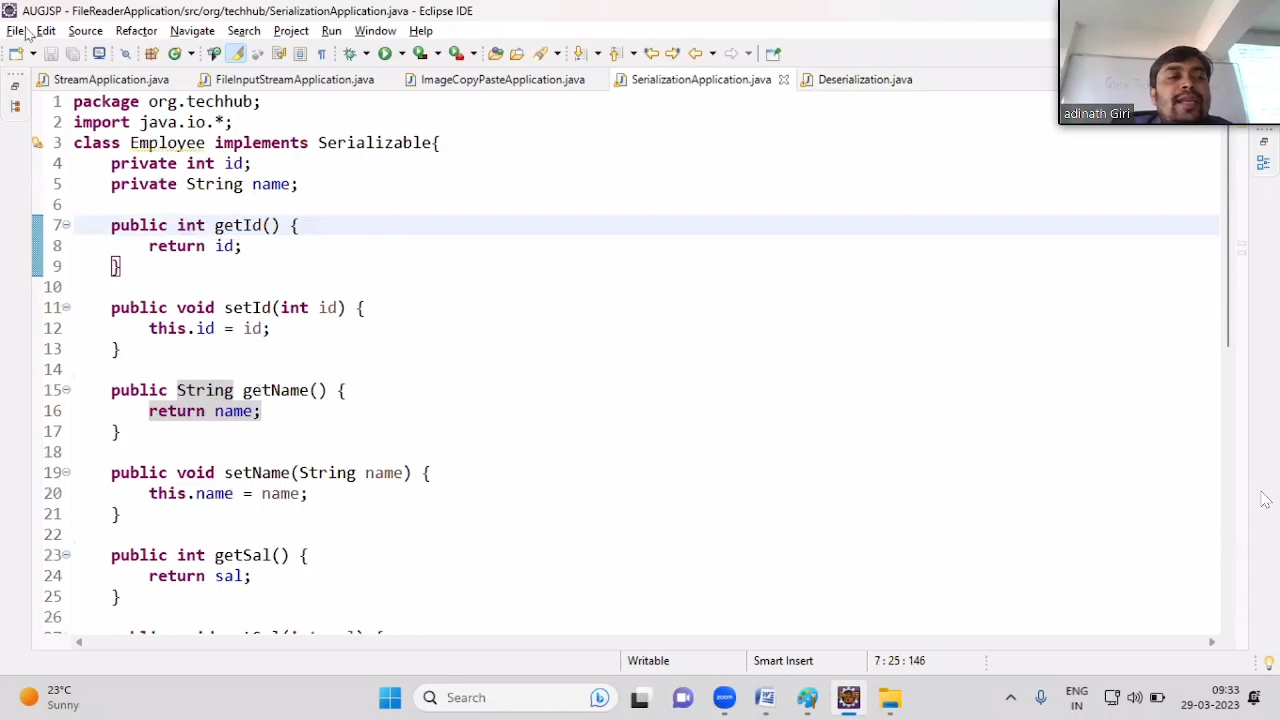 AUGJSP - FileReaderApplication/src/org/techhub/SerializationApplication.java - Eclipse IDE
File Edit Source Refactor Navigate Search Project Run Window Help
StreamApplication.java FileInputStreamApplication.java ImageCopyPasteApplication.java SerializationApplication.java Deserialization.java
adinath Giri
1 package org.techhub;
2 import java.io.*;
3 class Employee implements Serializable{
4 private int id;
5 private String name;
6
7 public int getId() {
8 return id;
9 }
10
11 public void setId(int id) {
12 this.id = id;
13 }
14
15 public String getName() {
16 return name;
17 }
18
19 public void setName(String name) {
20 this.name = name;
21 }
22
23 public int getSal() {
24 return sal;
25 }
26
Writable Smart Insert 7 : 25 : 146
23°C
Sunny
Search
zoom
ENG
IN
09:33
29-03-2023